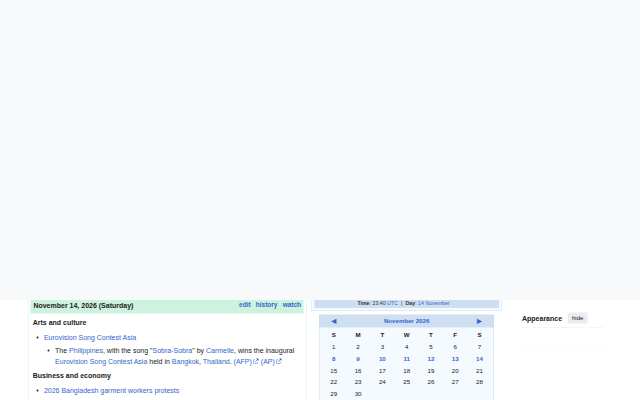 November 14, 2026 (Saturday) edit history watch
Arts and culture
• Eurovision Song Contest Asia
• The Philippines, with the song "Sobra-Sobra" by Camelle, wins the inaugural
Eurovision Song Contest Asia held in Bangkok, Thailand. (AFP) (AP)
Business and economy
• 2026 Bangladesh garment workers protests
Time: 23:40 UTC | Day: 14 November
◀ November 2026 ▶
S M T W T F S
1 2 3 4 5 6 7
8 9 10 11 12 13 14
15 16 17 18 19 20 21
22 23 24 25 26 27 28
29 30
Appearance hide